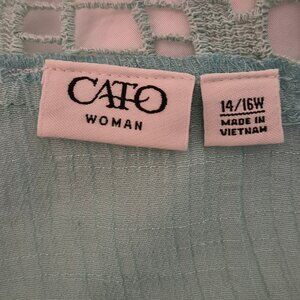 CATO
WOMAN
14/16W
MADE IN
VIETNAM